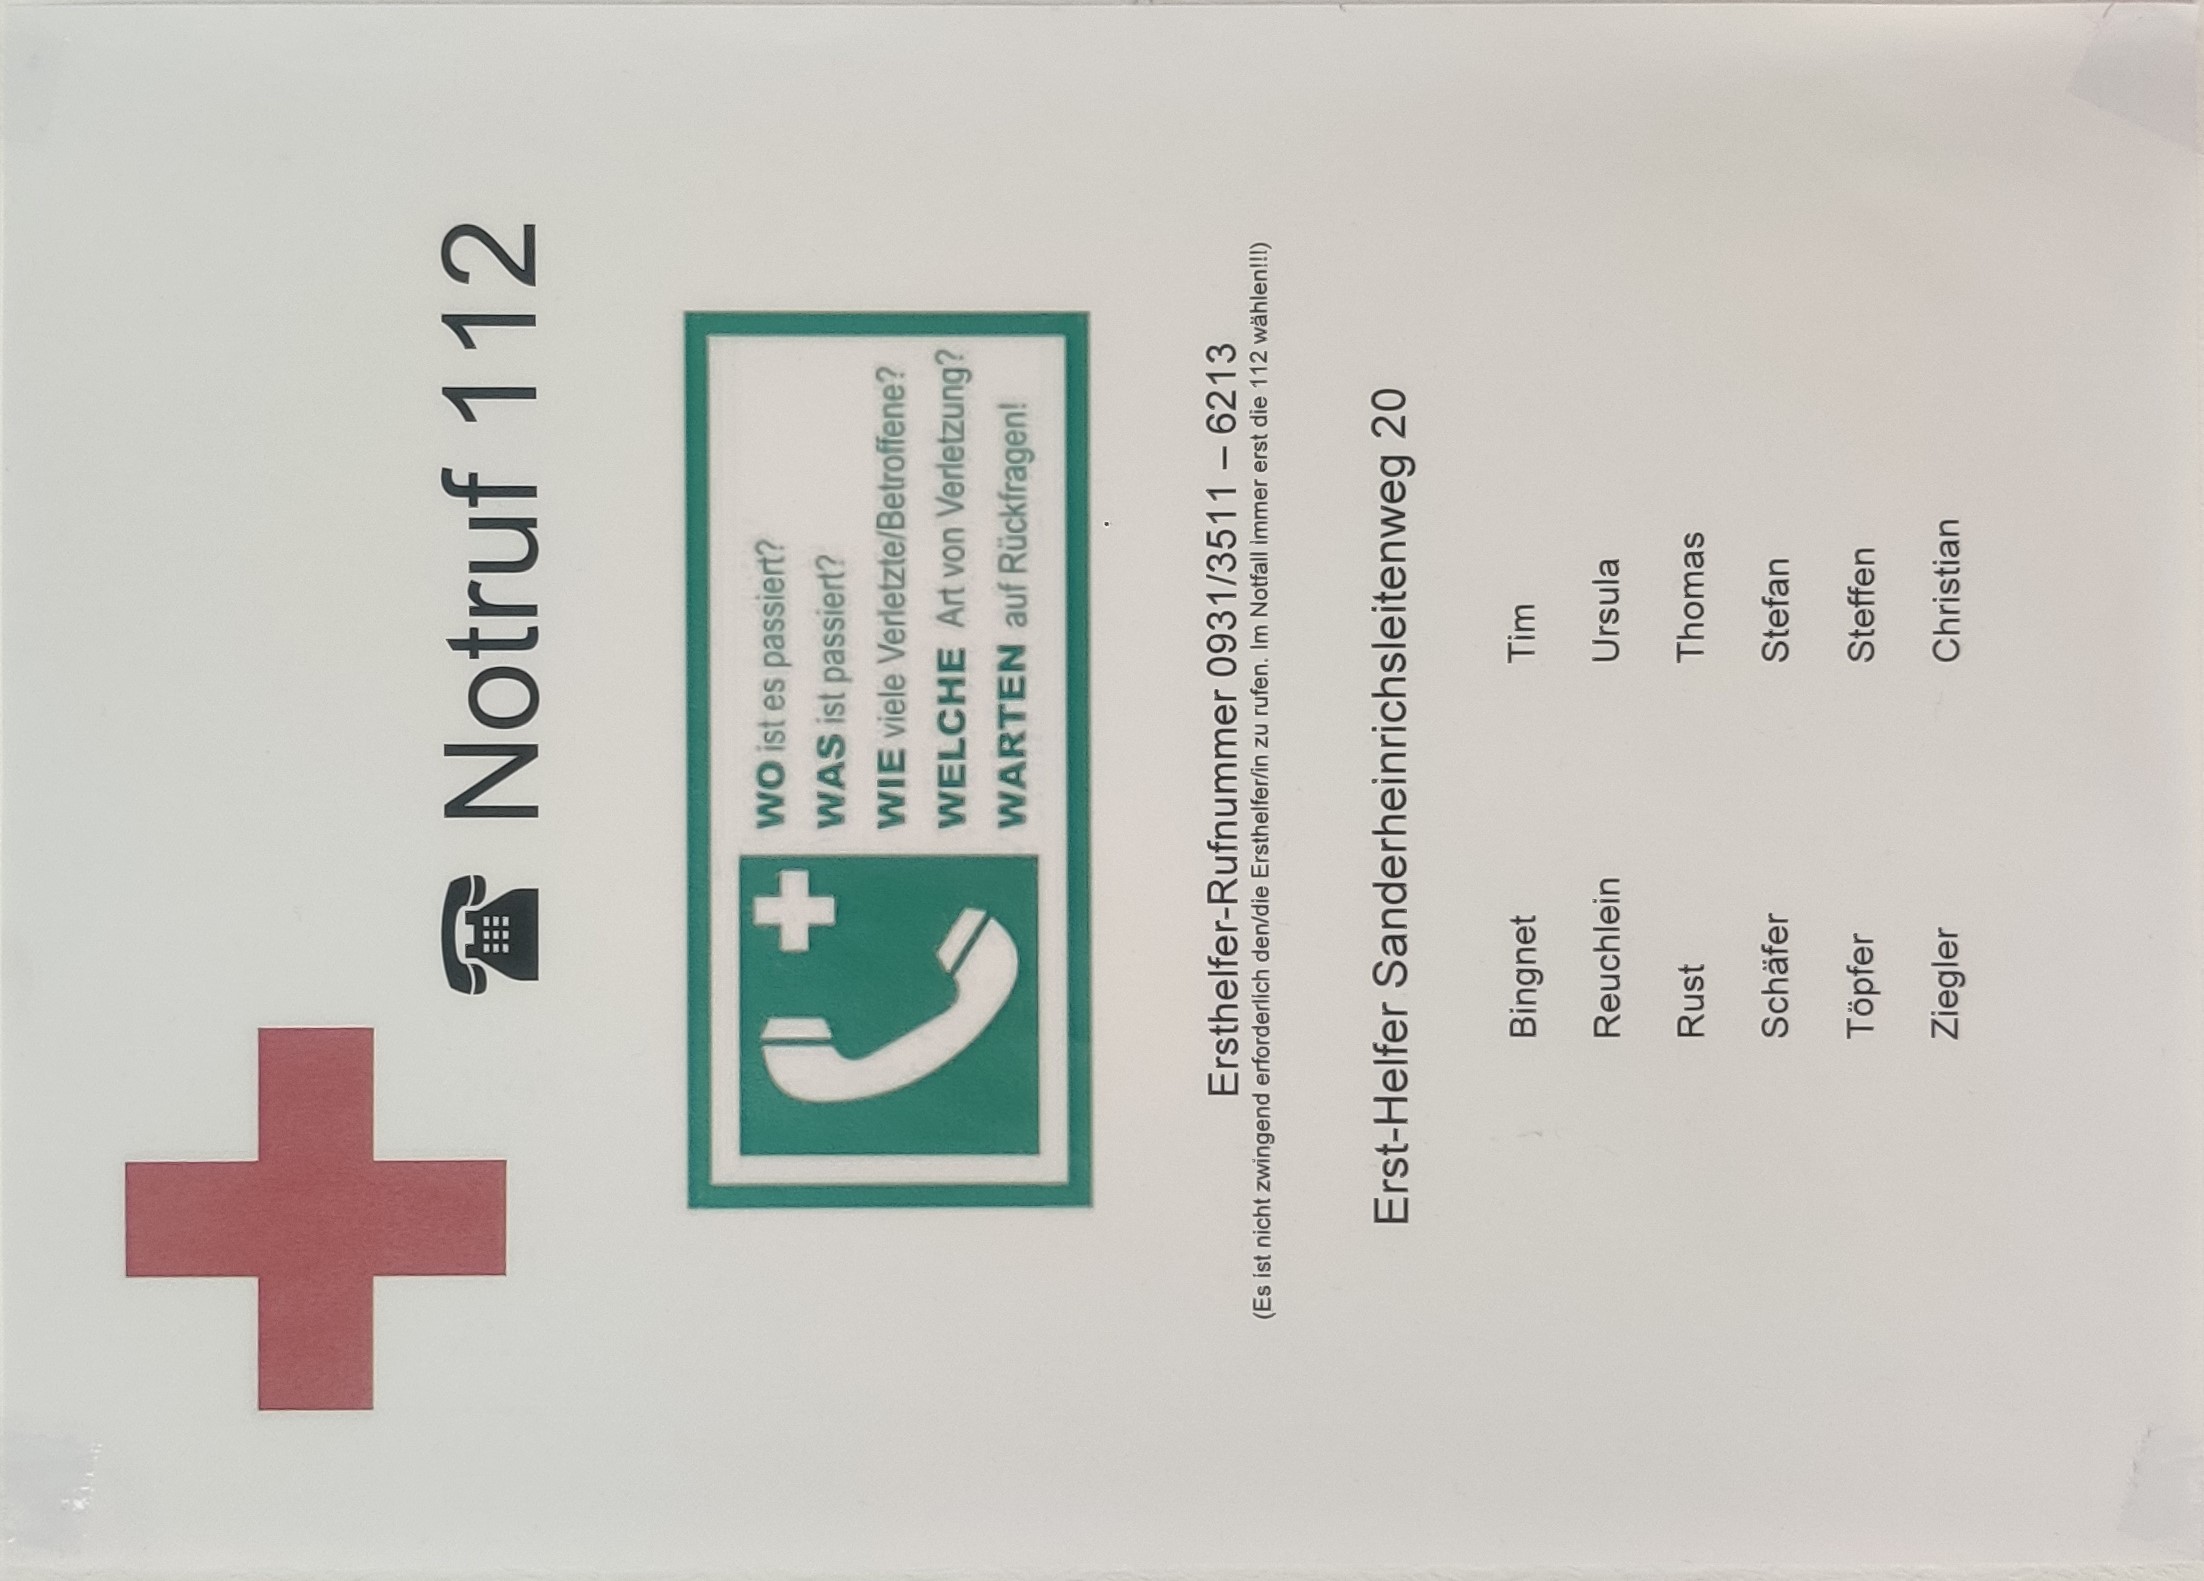 Notruf 112
WO ist es passiert?
WAS ist passiert?
WIE viele Verletzte/Betroffene?
WELCHE Art von Verletzung?
WARTEN auf Rückfragen!
Ersthelfer-Rufnummer 0931/3511 – 6213
(Es ist nicht zwingend erforderlich den/die Ersthelfer/in zu rufen. Im Notfall immer erst die 112 wählen!!!)
Erst-Helfer Sanderheinrichsleitenweg 20
Bingnet Tim
Reuchlein Ursula
Rust Thomas
Schäfer Stefan
Töpfer Steffen
Ziegler Christian